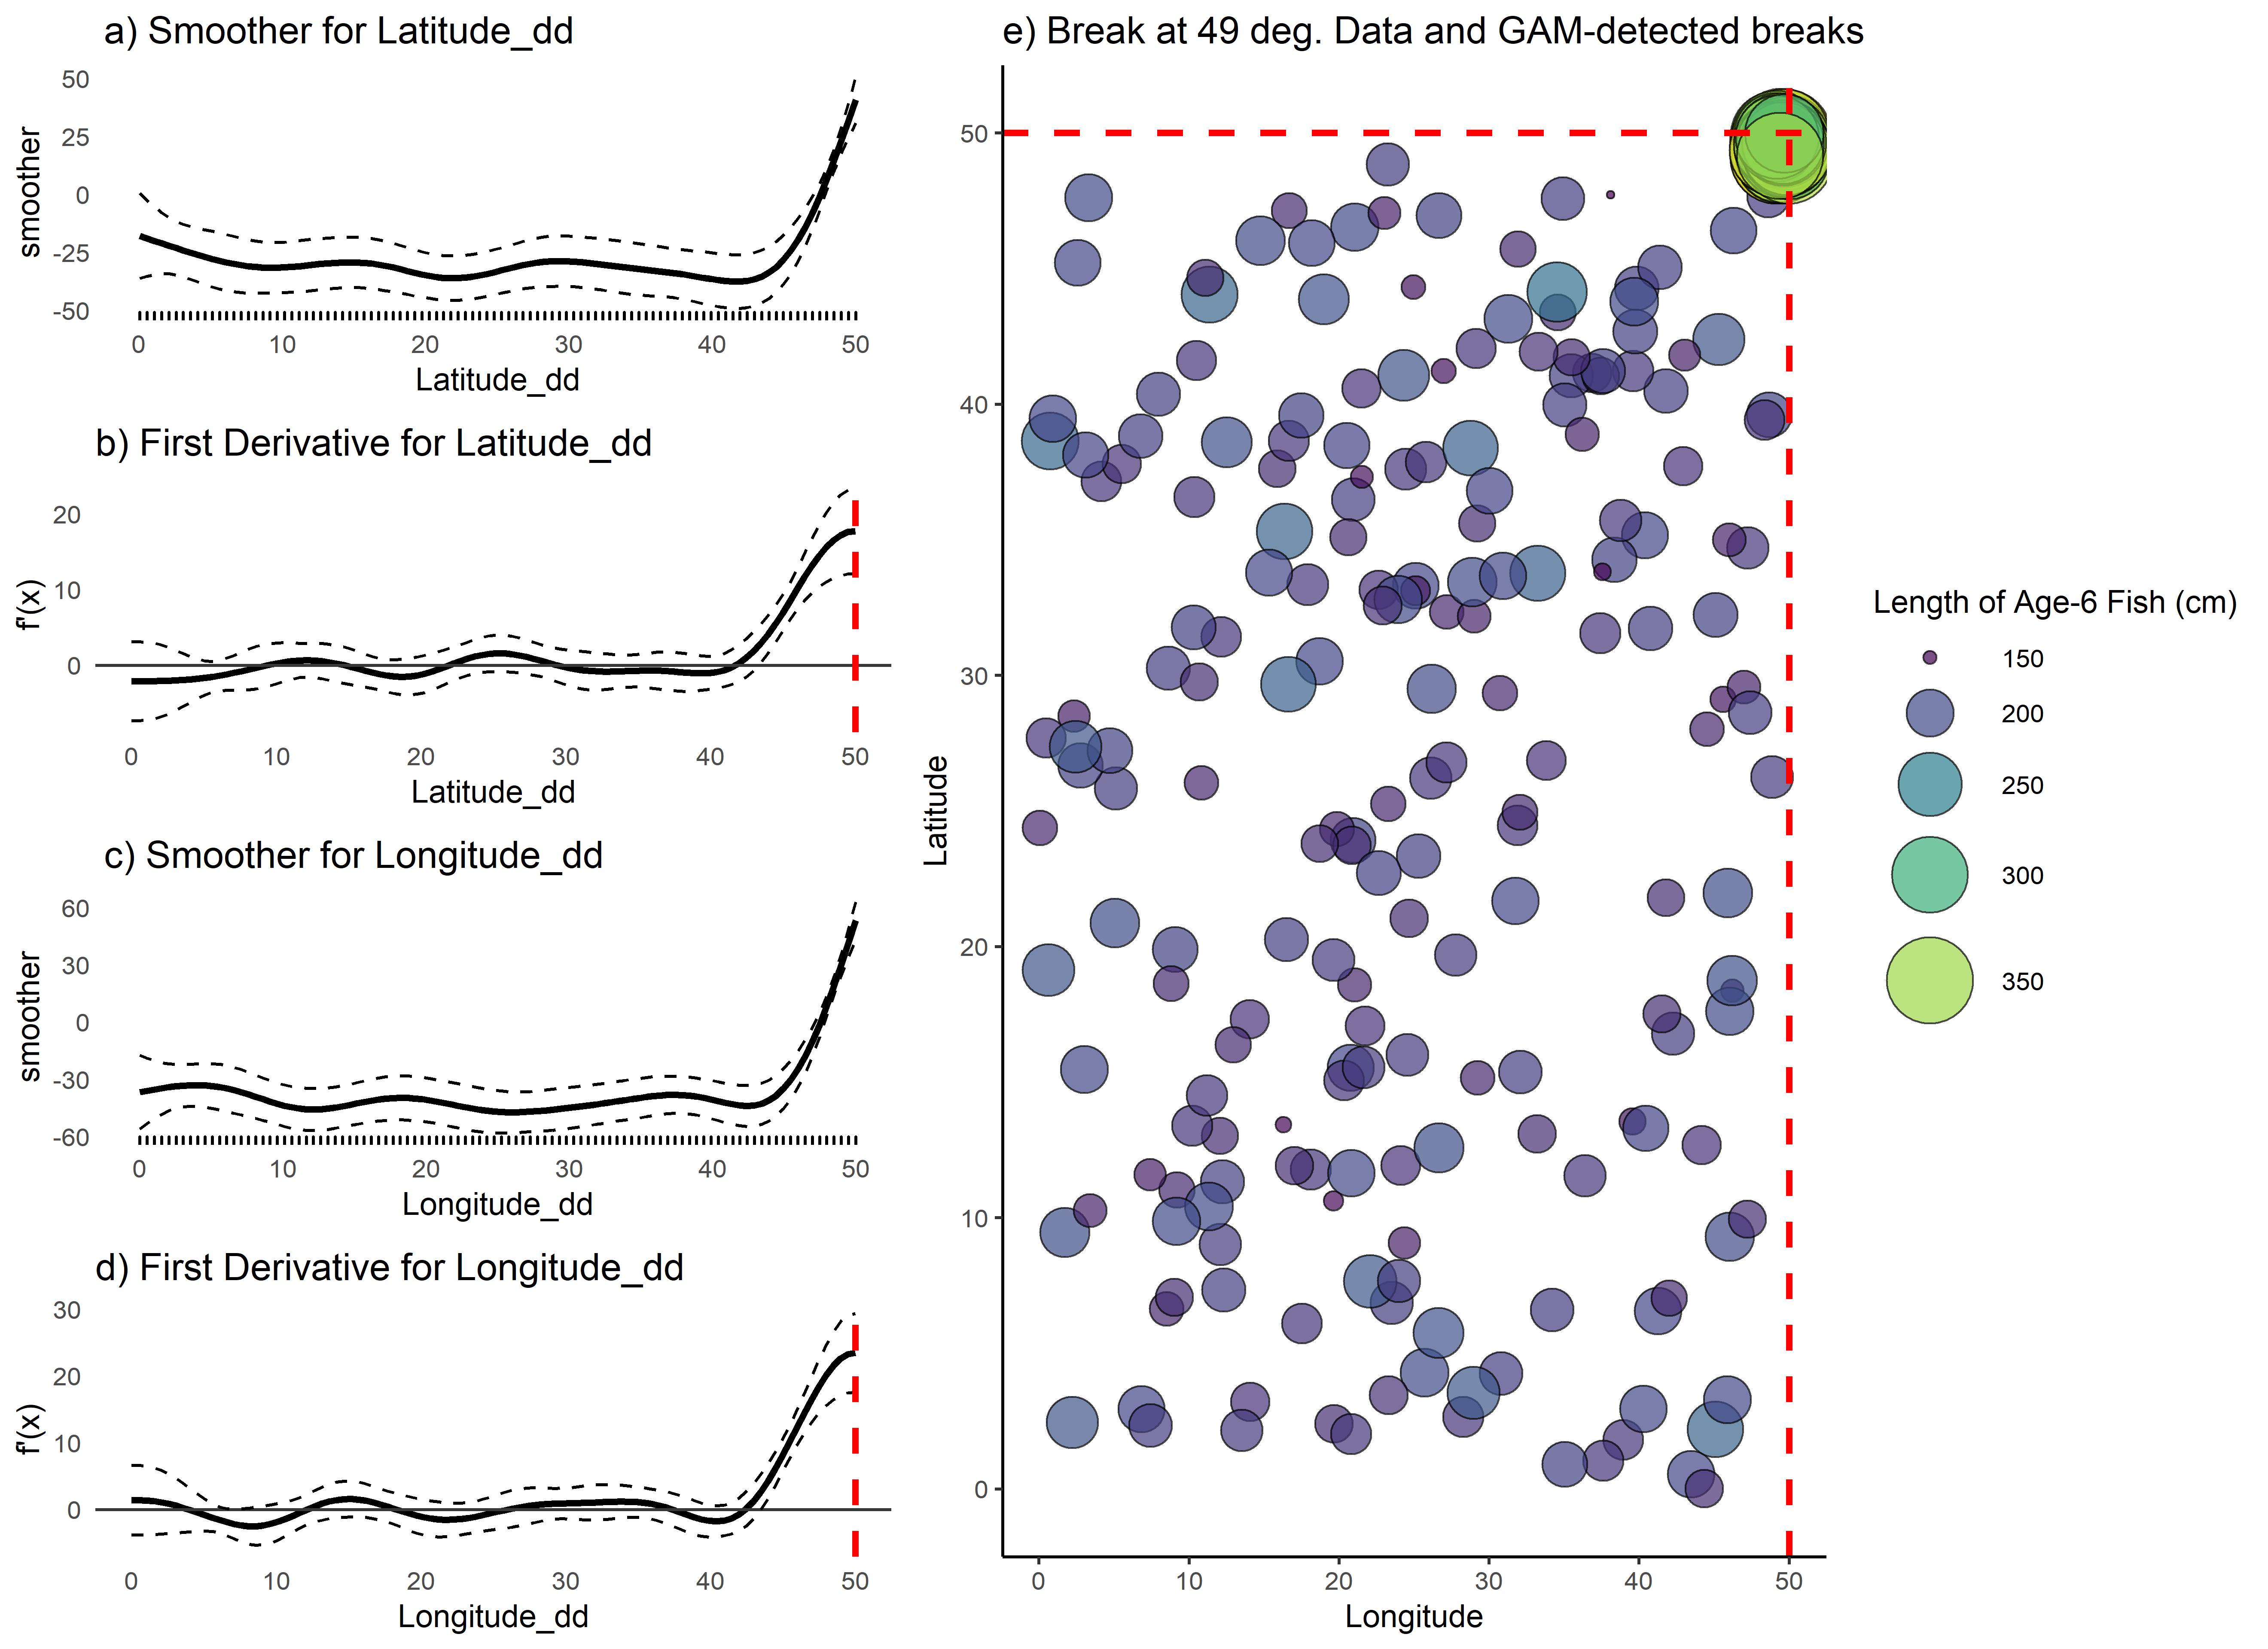 a) Smoother for Latitude_dd
smoother
50
25
0
-25
-50
0 10 20 30 40 50
Latitude_dd
b) First Derivative for Latitude_dd
f'(x)
20
10
0
0 10 20 30 40 50
Latitude_dd
c) Smoother for Longitude_dd
smoother
60
30
0
-30
-60
0 10 20 30 40 50
Longitude_dd
d) First Derivative for Longitude_dd
f'(x)
30
20
10
0
0 10 20 30 40 50
Longitude_dd
e) Break at 49 deg. Data and GAM-detected breaks
Latitude
50
40
30
20
10
0
0 10 20 30 40 50
Longitude
Length of Age-6 Fish (cm)
150
200
250
300
350